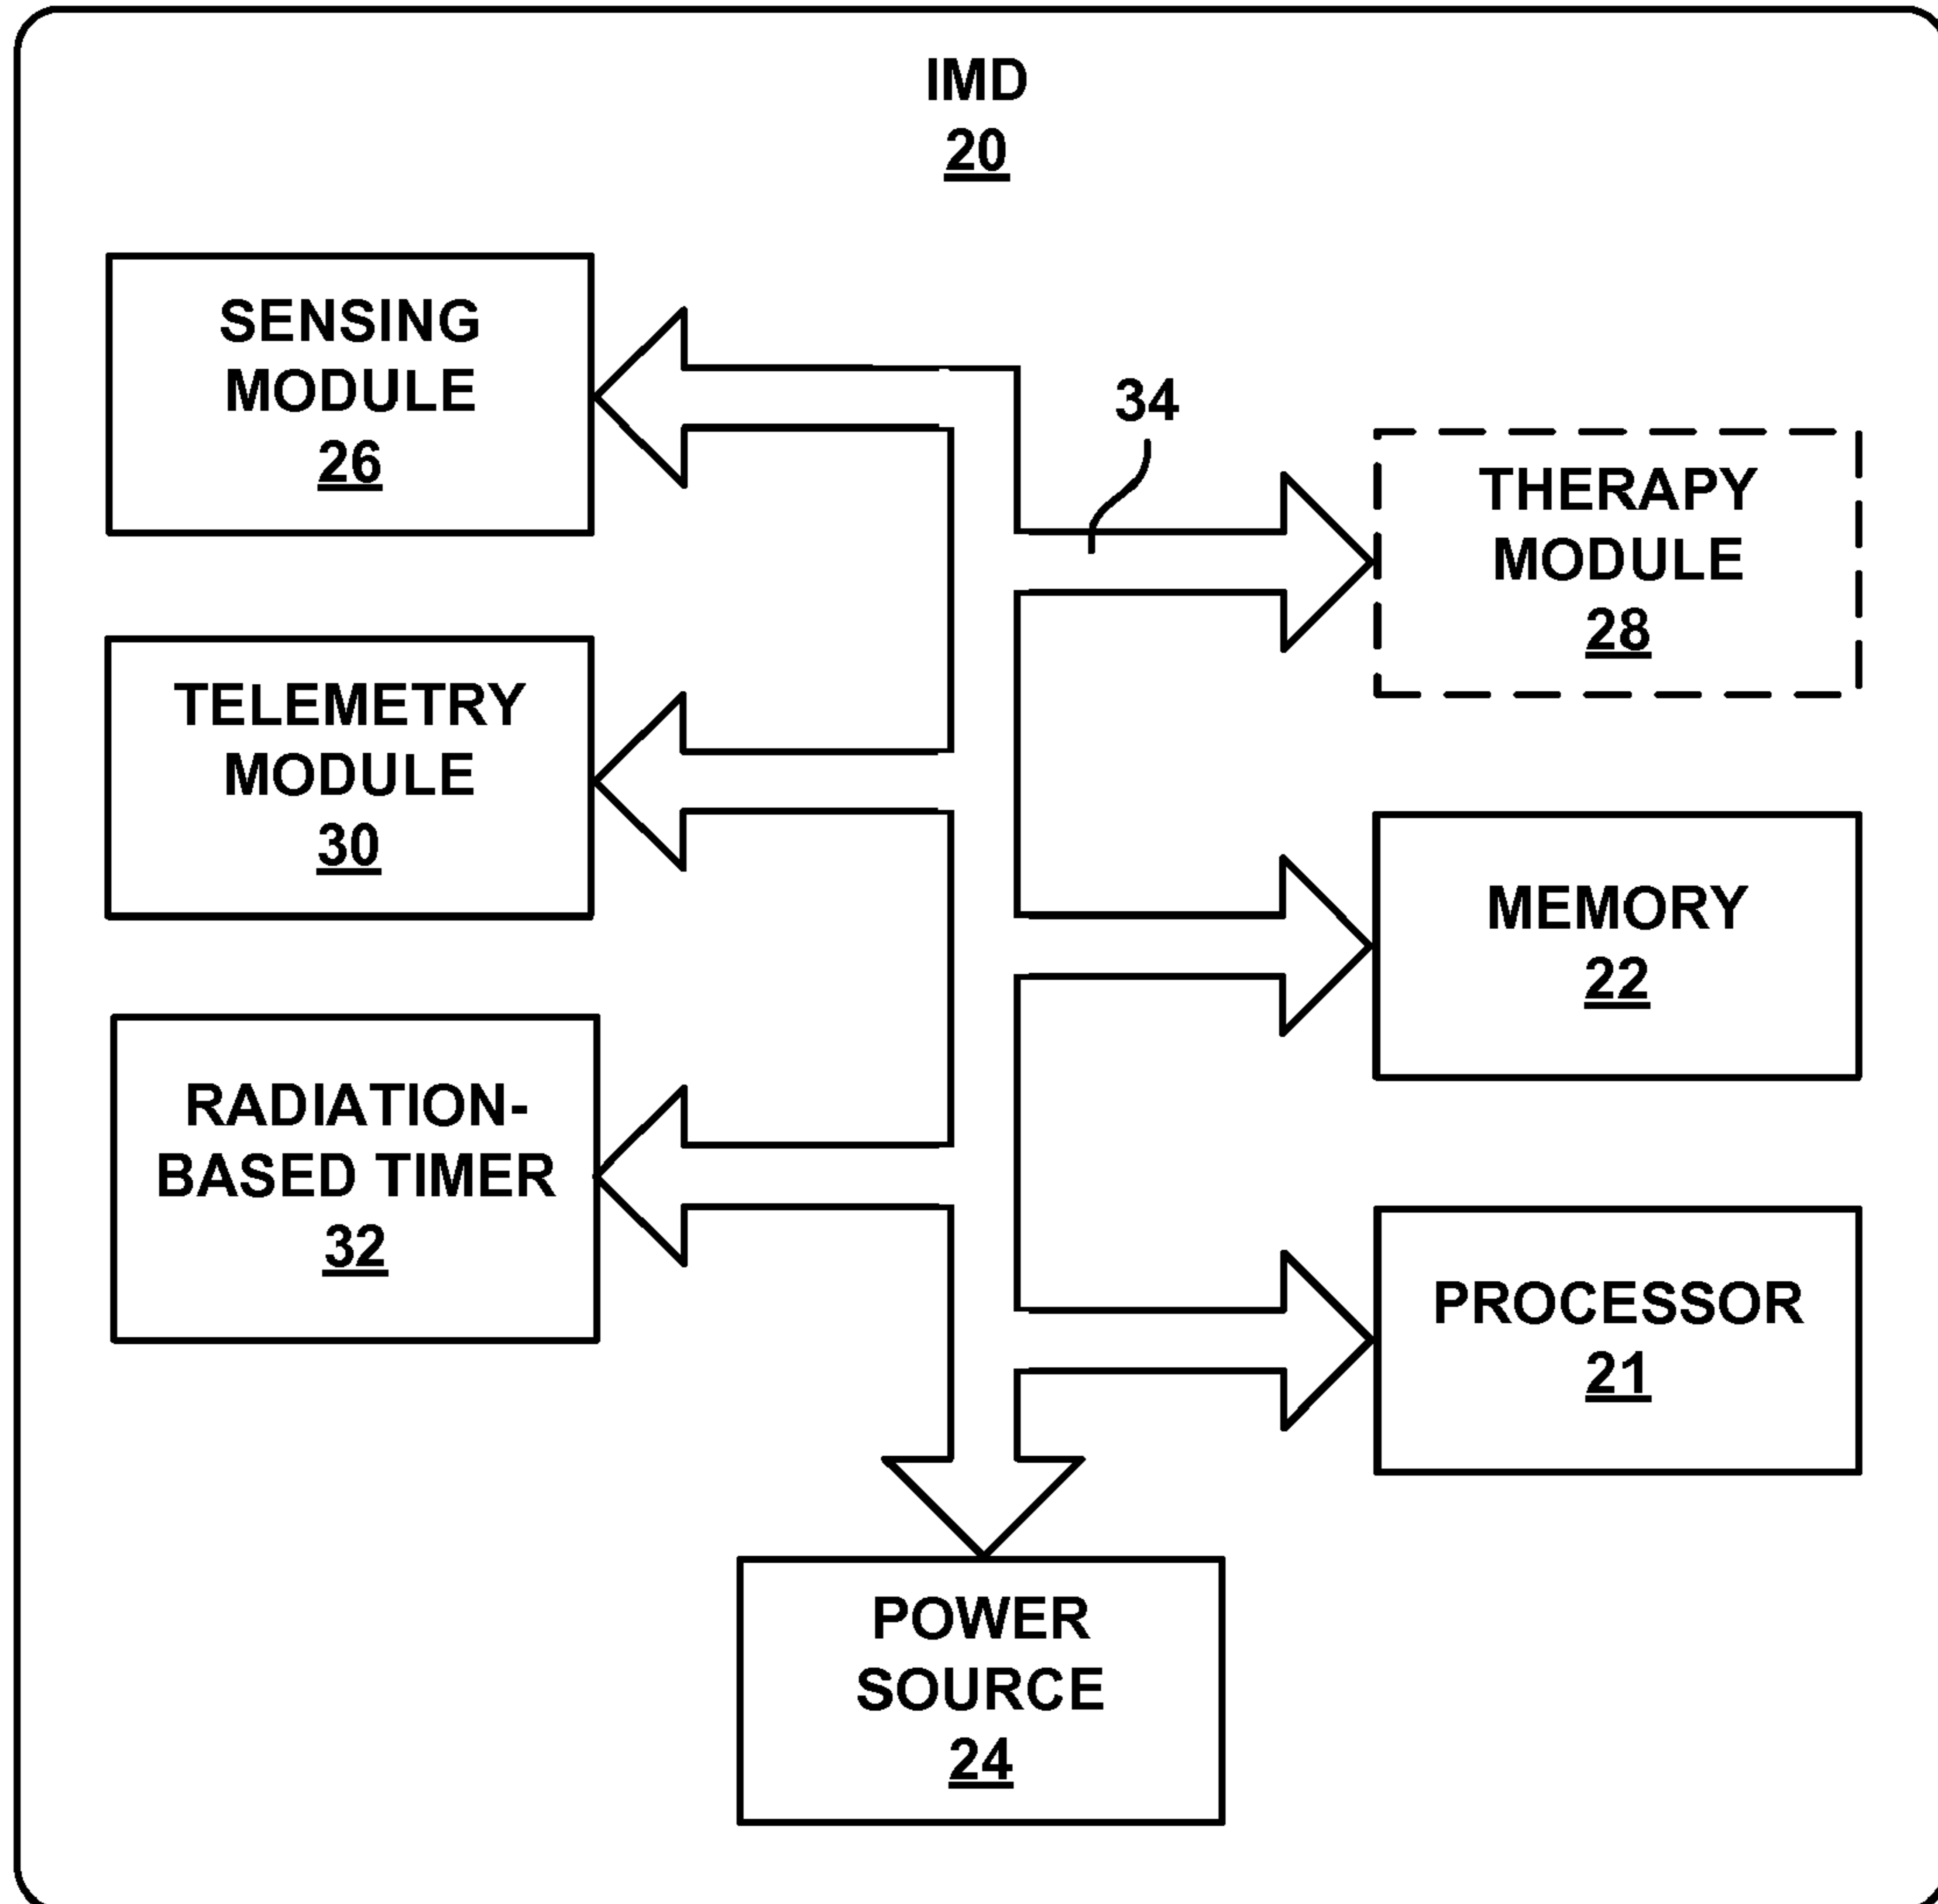 IMD
20
SENSING
MODULE
26
34
THERAPY
MODULE
28
TELEMETRY
MODULE
30
MEMORY
22
RADIATION-
BASED TIMER
32
PROCESSOR
21
POWER
SOURCE
24